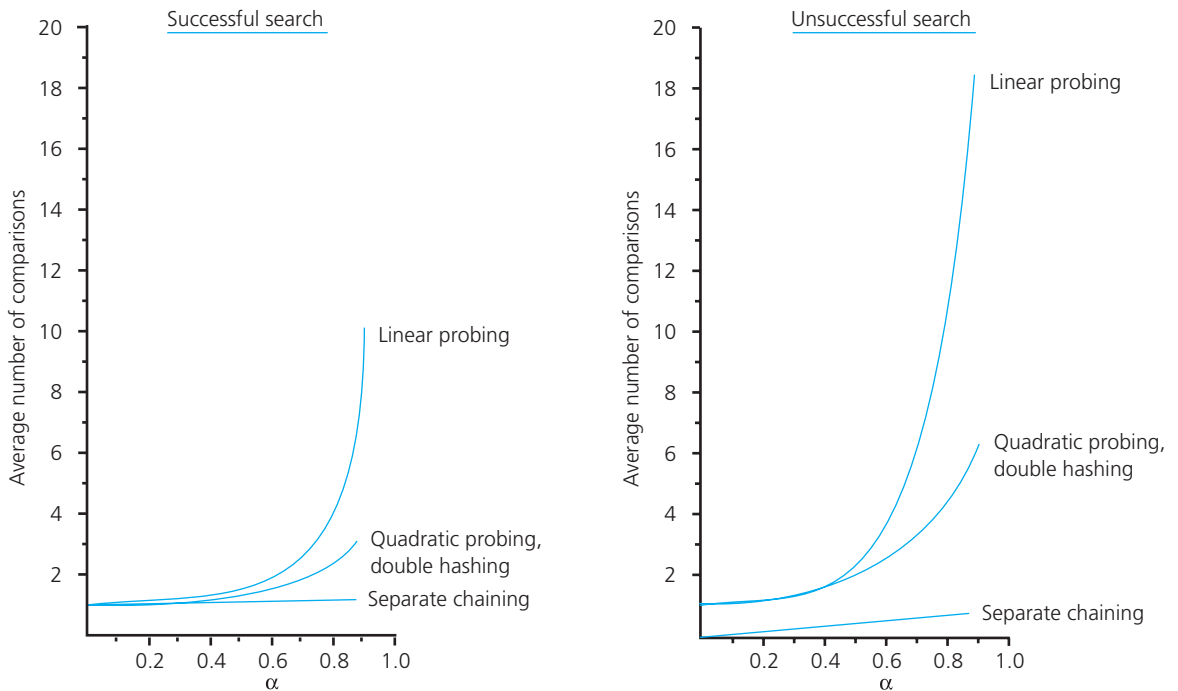 Successful search
20
18
16
14
12
10
8
6
4
2
Average number of comparisons
Linear probing
Quadratic probing,
double hashing
Separate chaining
0.2 0.4 0.6 0.8 1.0
α
Unsuccessful search
20
18
16
14
12
10
8
6
4
2
Average number of comparisons
Linear probing
Quadratic probing,
double hashing
Separate chaining
0.2 0.4 0.6 0.8 1.0
α